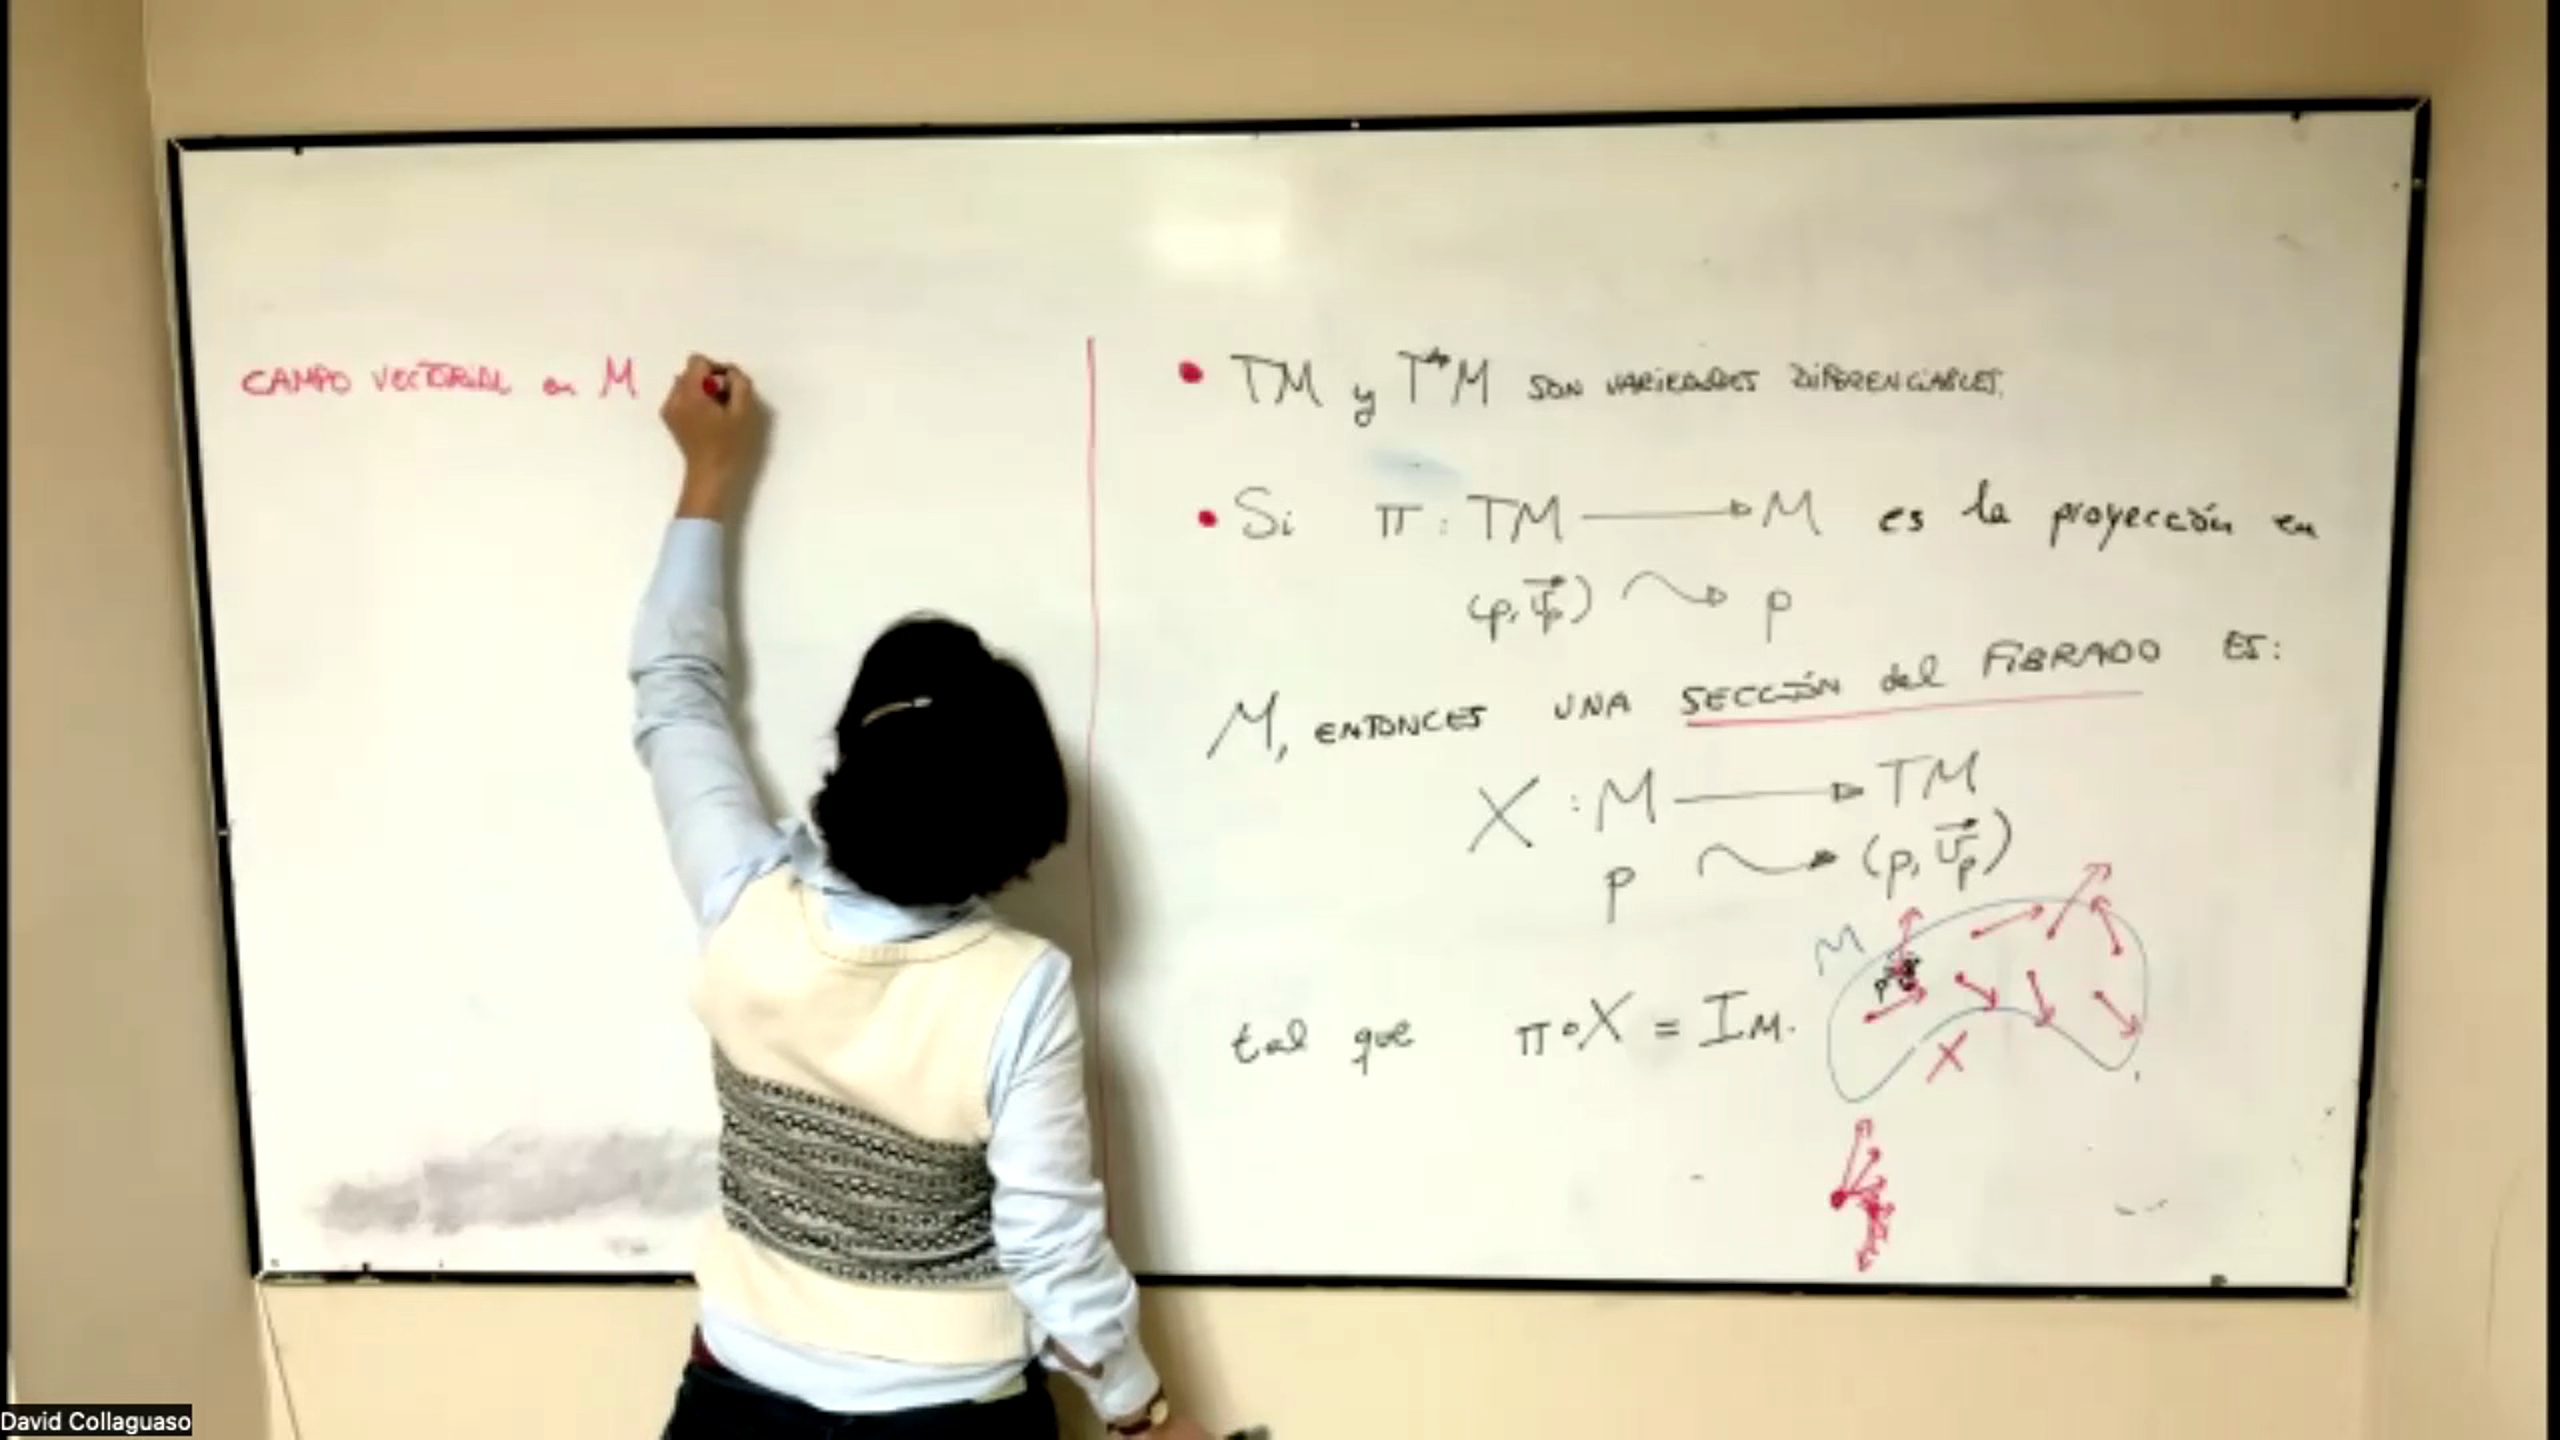 CAMPO VECTORIAL en M
• TM y T*M SON VARIEDADES DIFERENCIABLES.
• Si π : TM → M es la proyección en
(p, v⃗ₚ) ⤳ p
M, ENTONCES UNA SECCIÓN del FIBRADO ES:
X : M → TM
p ⤳ (p, v⃗ₚ)
M
p
tal que π∘X = I_M.
X
David Collaguaso